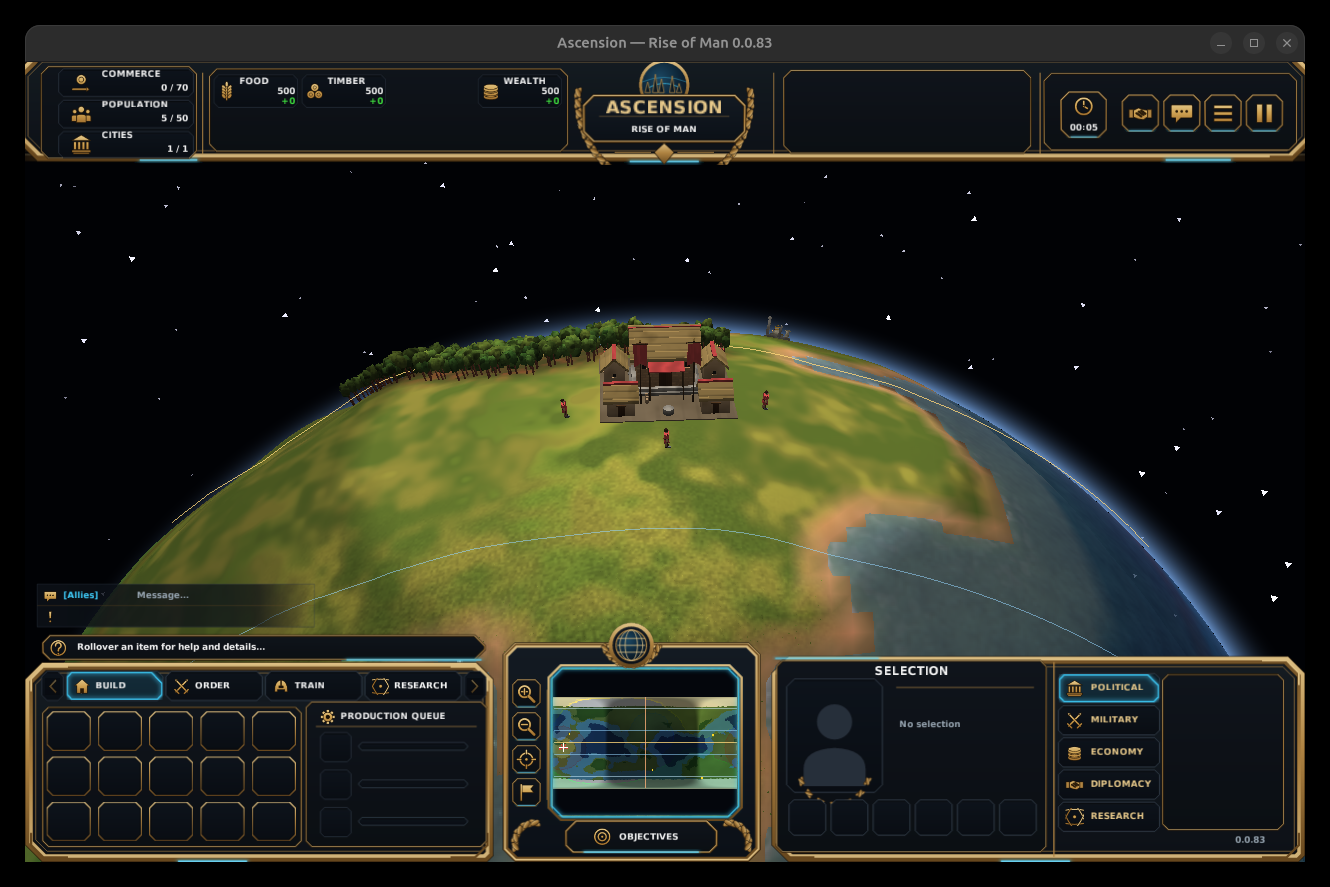 Ascension — Rise of Man 0.0.83
COMMERCE
0 / 70
POPULATION
5 / 50
CITIES
1 / 1
FOOD
500
+0
TIMBER
500
+0
WEALTH
500
+0
ASCENSION
RISE OF MAN
00:05
[Allies]
Message...
!
Rollover an item for help and details...
BUILD
ORDER
TRAIN
RESEARCH
PRODUCTION QUEUE
OBJECTIVES
SELECTION
No selection
POLITICAL
MILITARY
ECONOMY
DIPLOMACY
RESEARCH
0.0.83